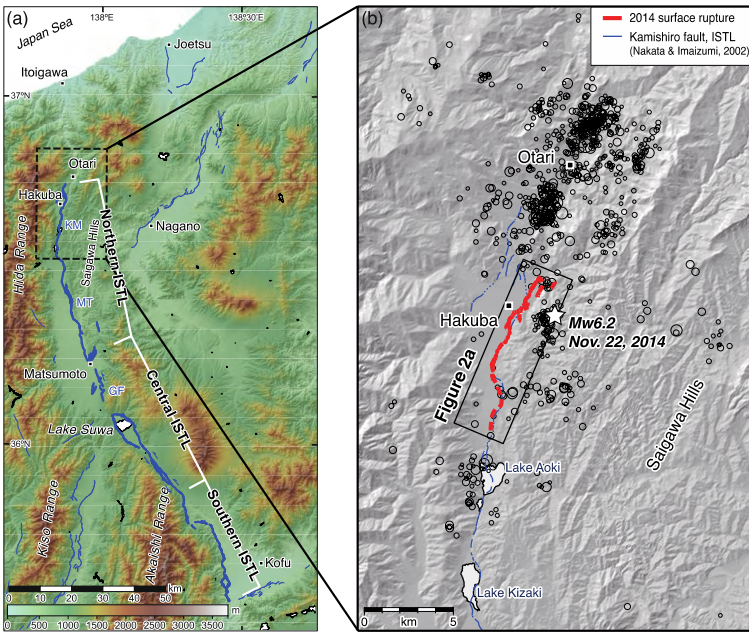 (a)
138°E
138°30'E
Japan Sea
Joetsu
Itoigawa
37°N
Otari
Hakuba
KM
Nagano
Hida Range
Saigawa Hills
Northern ISTL
MT
Matsumoto
GF
Central ISTL
Lake Suwa
36°N
Kiso Range
Akaishi Range
Southern ISTL
Kofu
km
0 10 20 30 40 50
m
0 500 1000 1500 2000 2500 3000 3500
(b)
2014 surface rupture
Kamishiro fault, ISTL
(Nakata & Imaizumi, 2002)
Otari
Hakuba
Mw6.2
Nov. 22, 2014
Figure 2a
Saigawa Hills
Lake Aoki
Lake Kizaki
0 km 5